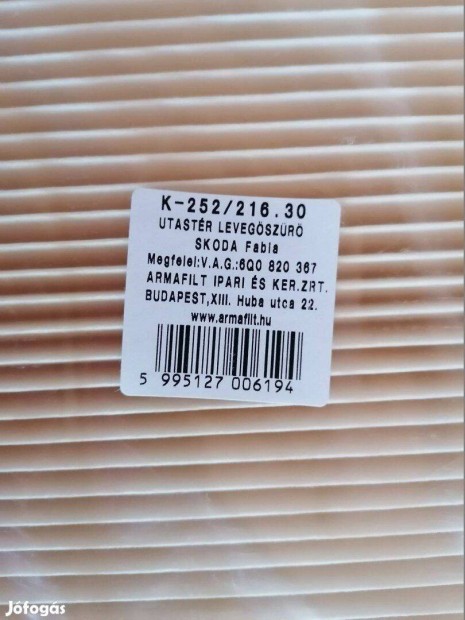 K-252/216.30
UTASTÉR LEVEGŐSZŰRŐ
SKODA Fabia
Megfelel:V.A.G.:6Q0 820 367
ARMAFILT IPARI ÉS KER.ZRT.
BUDAPEST,XIII. Huba utca 22.
www.armafilt.hu
5 995127 006194
Jófogás